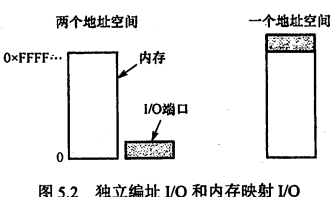 两个地址空间
一个地址空间
0×FFFF…
内存
I/O端口
0
图 5.2 独立编址 I/O 和内存映射 I/O